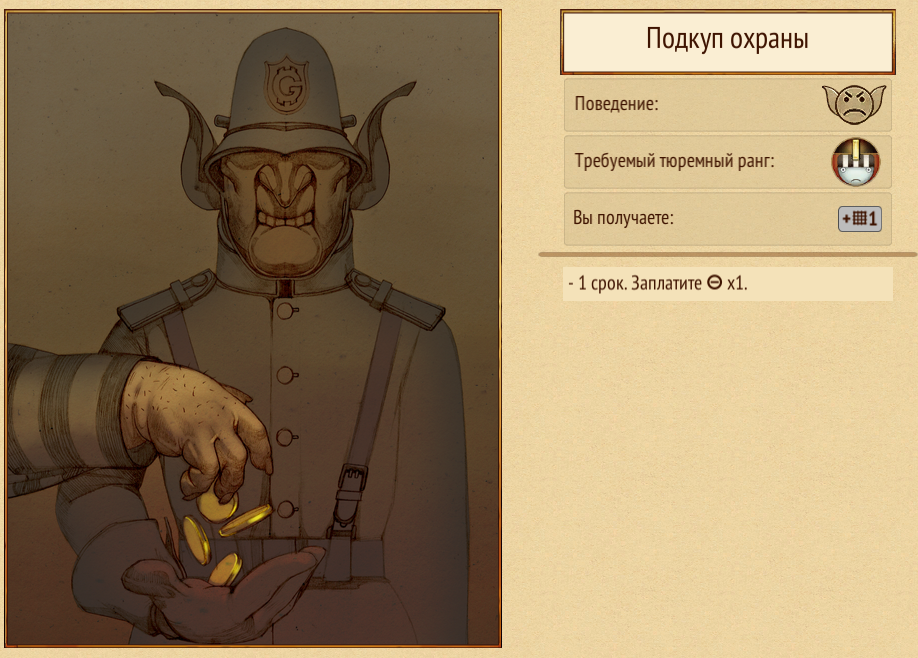 G
Подкуп охраны
Поведение:
Требуемый тюремный ранг:
Вы получаете:
+1
- 1 срок. Заплатите x1.